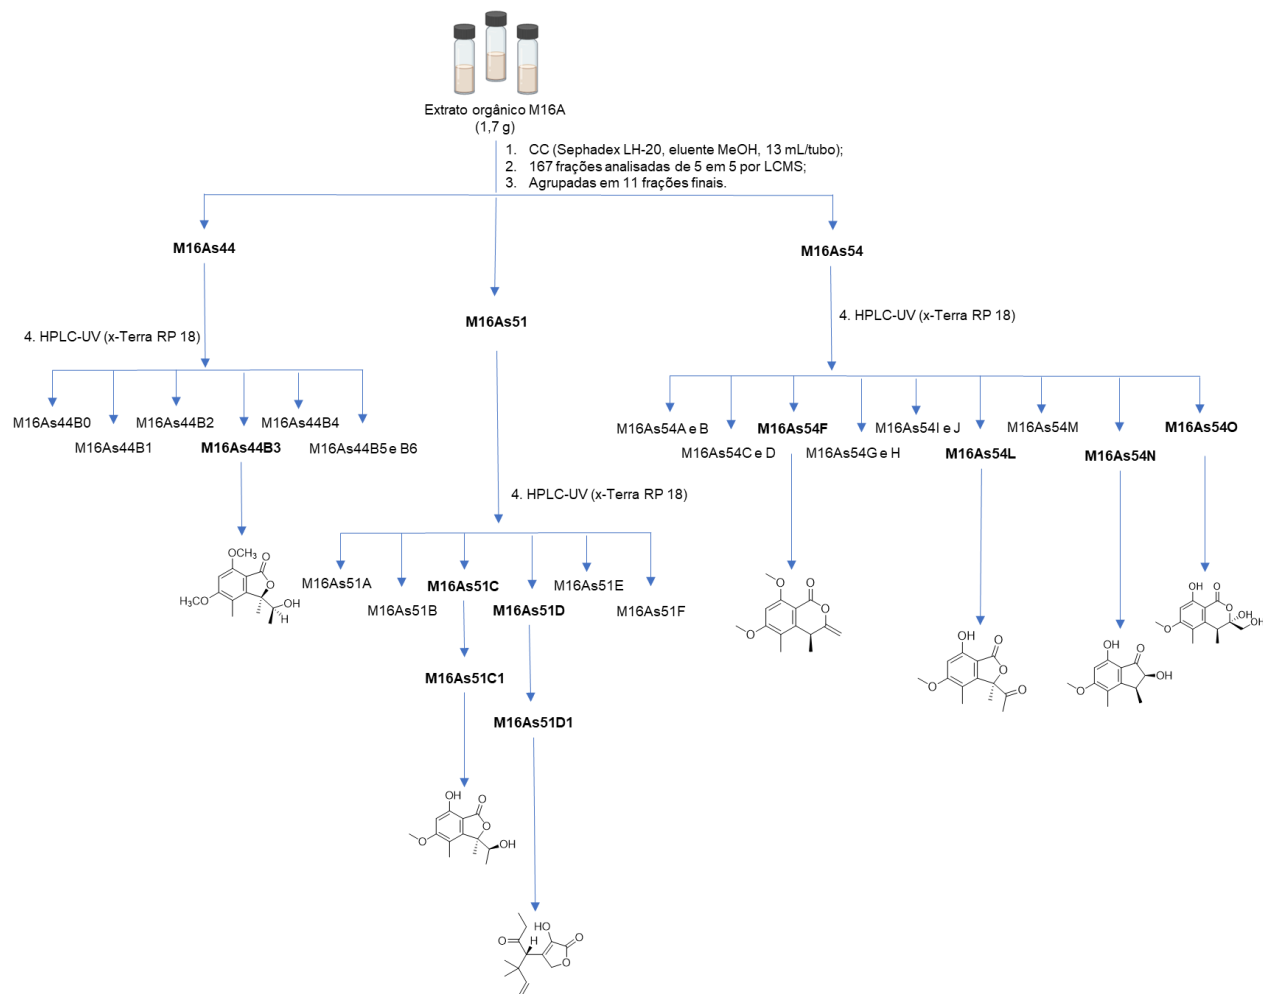 Extrato orgânico M16A
(1,7 g)
1. CC (Sephadex LH-20, eluente MeOH, 13 mL/tubo);
2. 167 frações analisadas de 5 em 5 por LCMS;
3. Agrupadas em 11 frações finais.
M16As44
M16As54
M16As51
4. HPLC-UV (x-Terra RP 18)
4. HPLC-UV (x-Terra RP 18)
M16As44B0
M16As44B1
M16As44B2
M16As44B3
M16As44B4
M16As44B5 e B6
M16As54A e B
M16As54C e D
M16As54F
M16As54G e H
M16As54I e J
M16As54L
M16As54M
M16As54N
M16As54O
4. HPLC-UV (x-Terra RP 18)
OCH3
O
O
H3CO
OH
H
M16As51A
M16As51B
M16As51C
M16As51D
M16As51E
M16As51F
O
O
O
O
OH
O
O
OH
OH
O
OH
O
O
O
O
OH
O
OH
O
M16As51C1
M16As51D1
OH
O
O
O
OH
HO
O
O
H
O